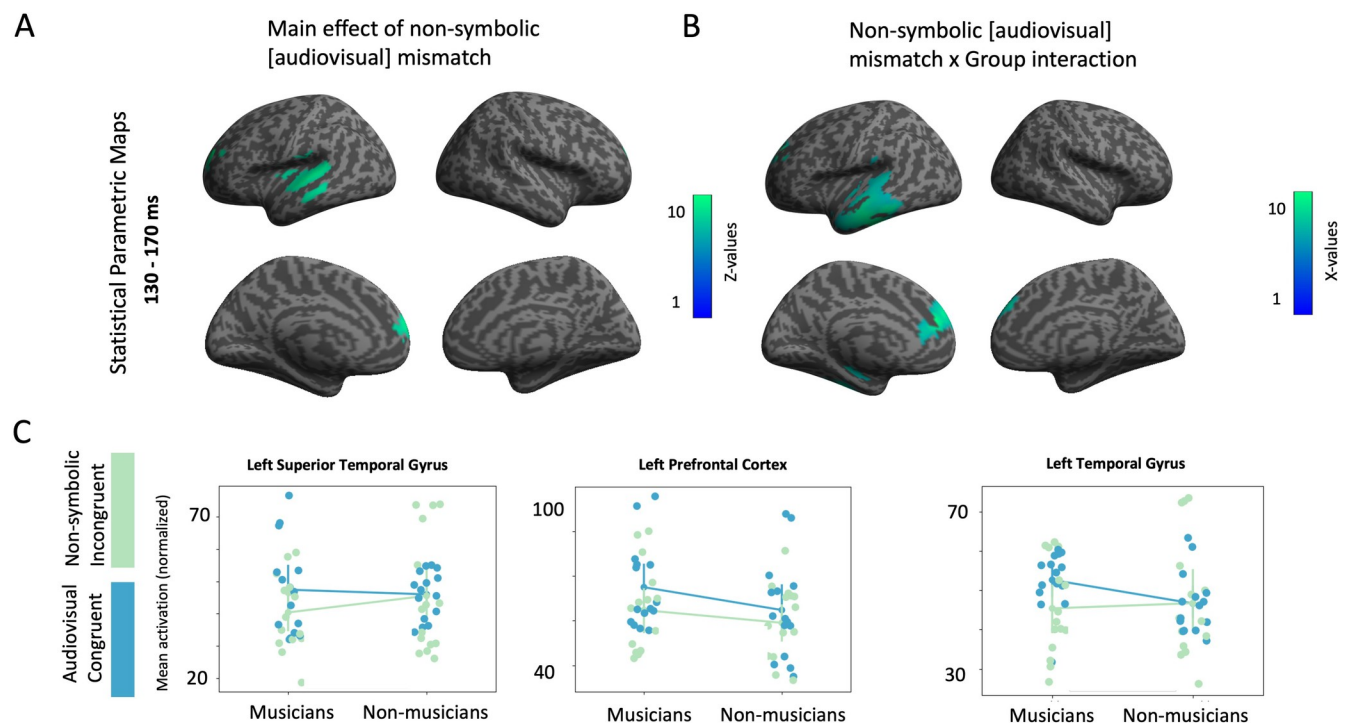 A
Main effect of non-symbolic
[audiovisual] mismatch
B
Non-symbolic [audiovisual]
mismatch x Group interaction
Statistical Parametric Maps
130 - 170 ms
10
1
Z-values
10
1
X-values
C
Non-symbolic
Incongruent
Audiovisual
Congruent
Left Superior Temporal Gyrus
Mean activation (normalized)
70
20
Musicians
Non-musicians
Left Prefrontal Cortex
100
40
Musicians
Non-musicians
Left Temporal Gyrus
70
30
Musicians
Non-musicians